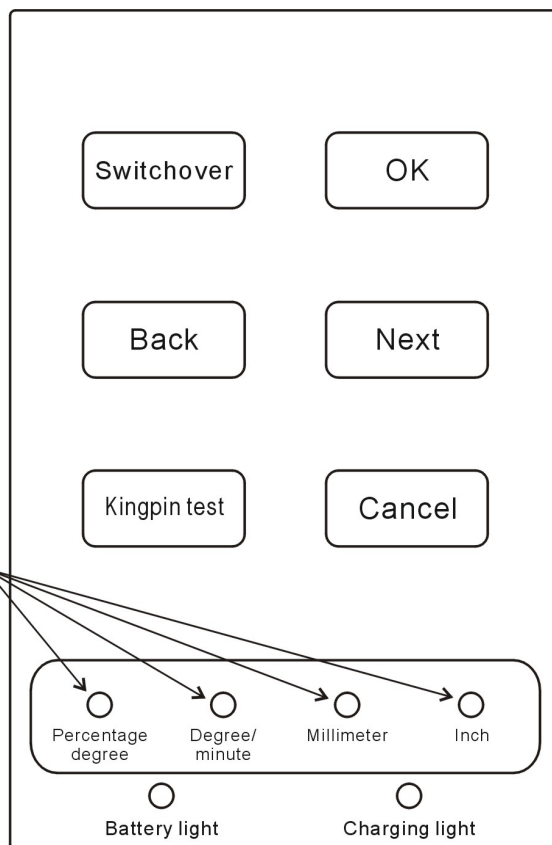 Switchover
OK
Back
Next
Kingpin test
Cancel
Percentage
degree
Degree/
minute
Millimeter
Inch
Battery light
Charging light